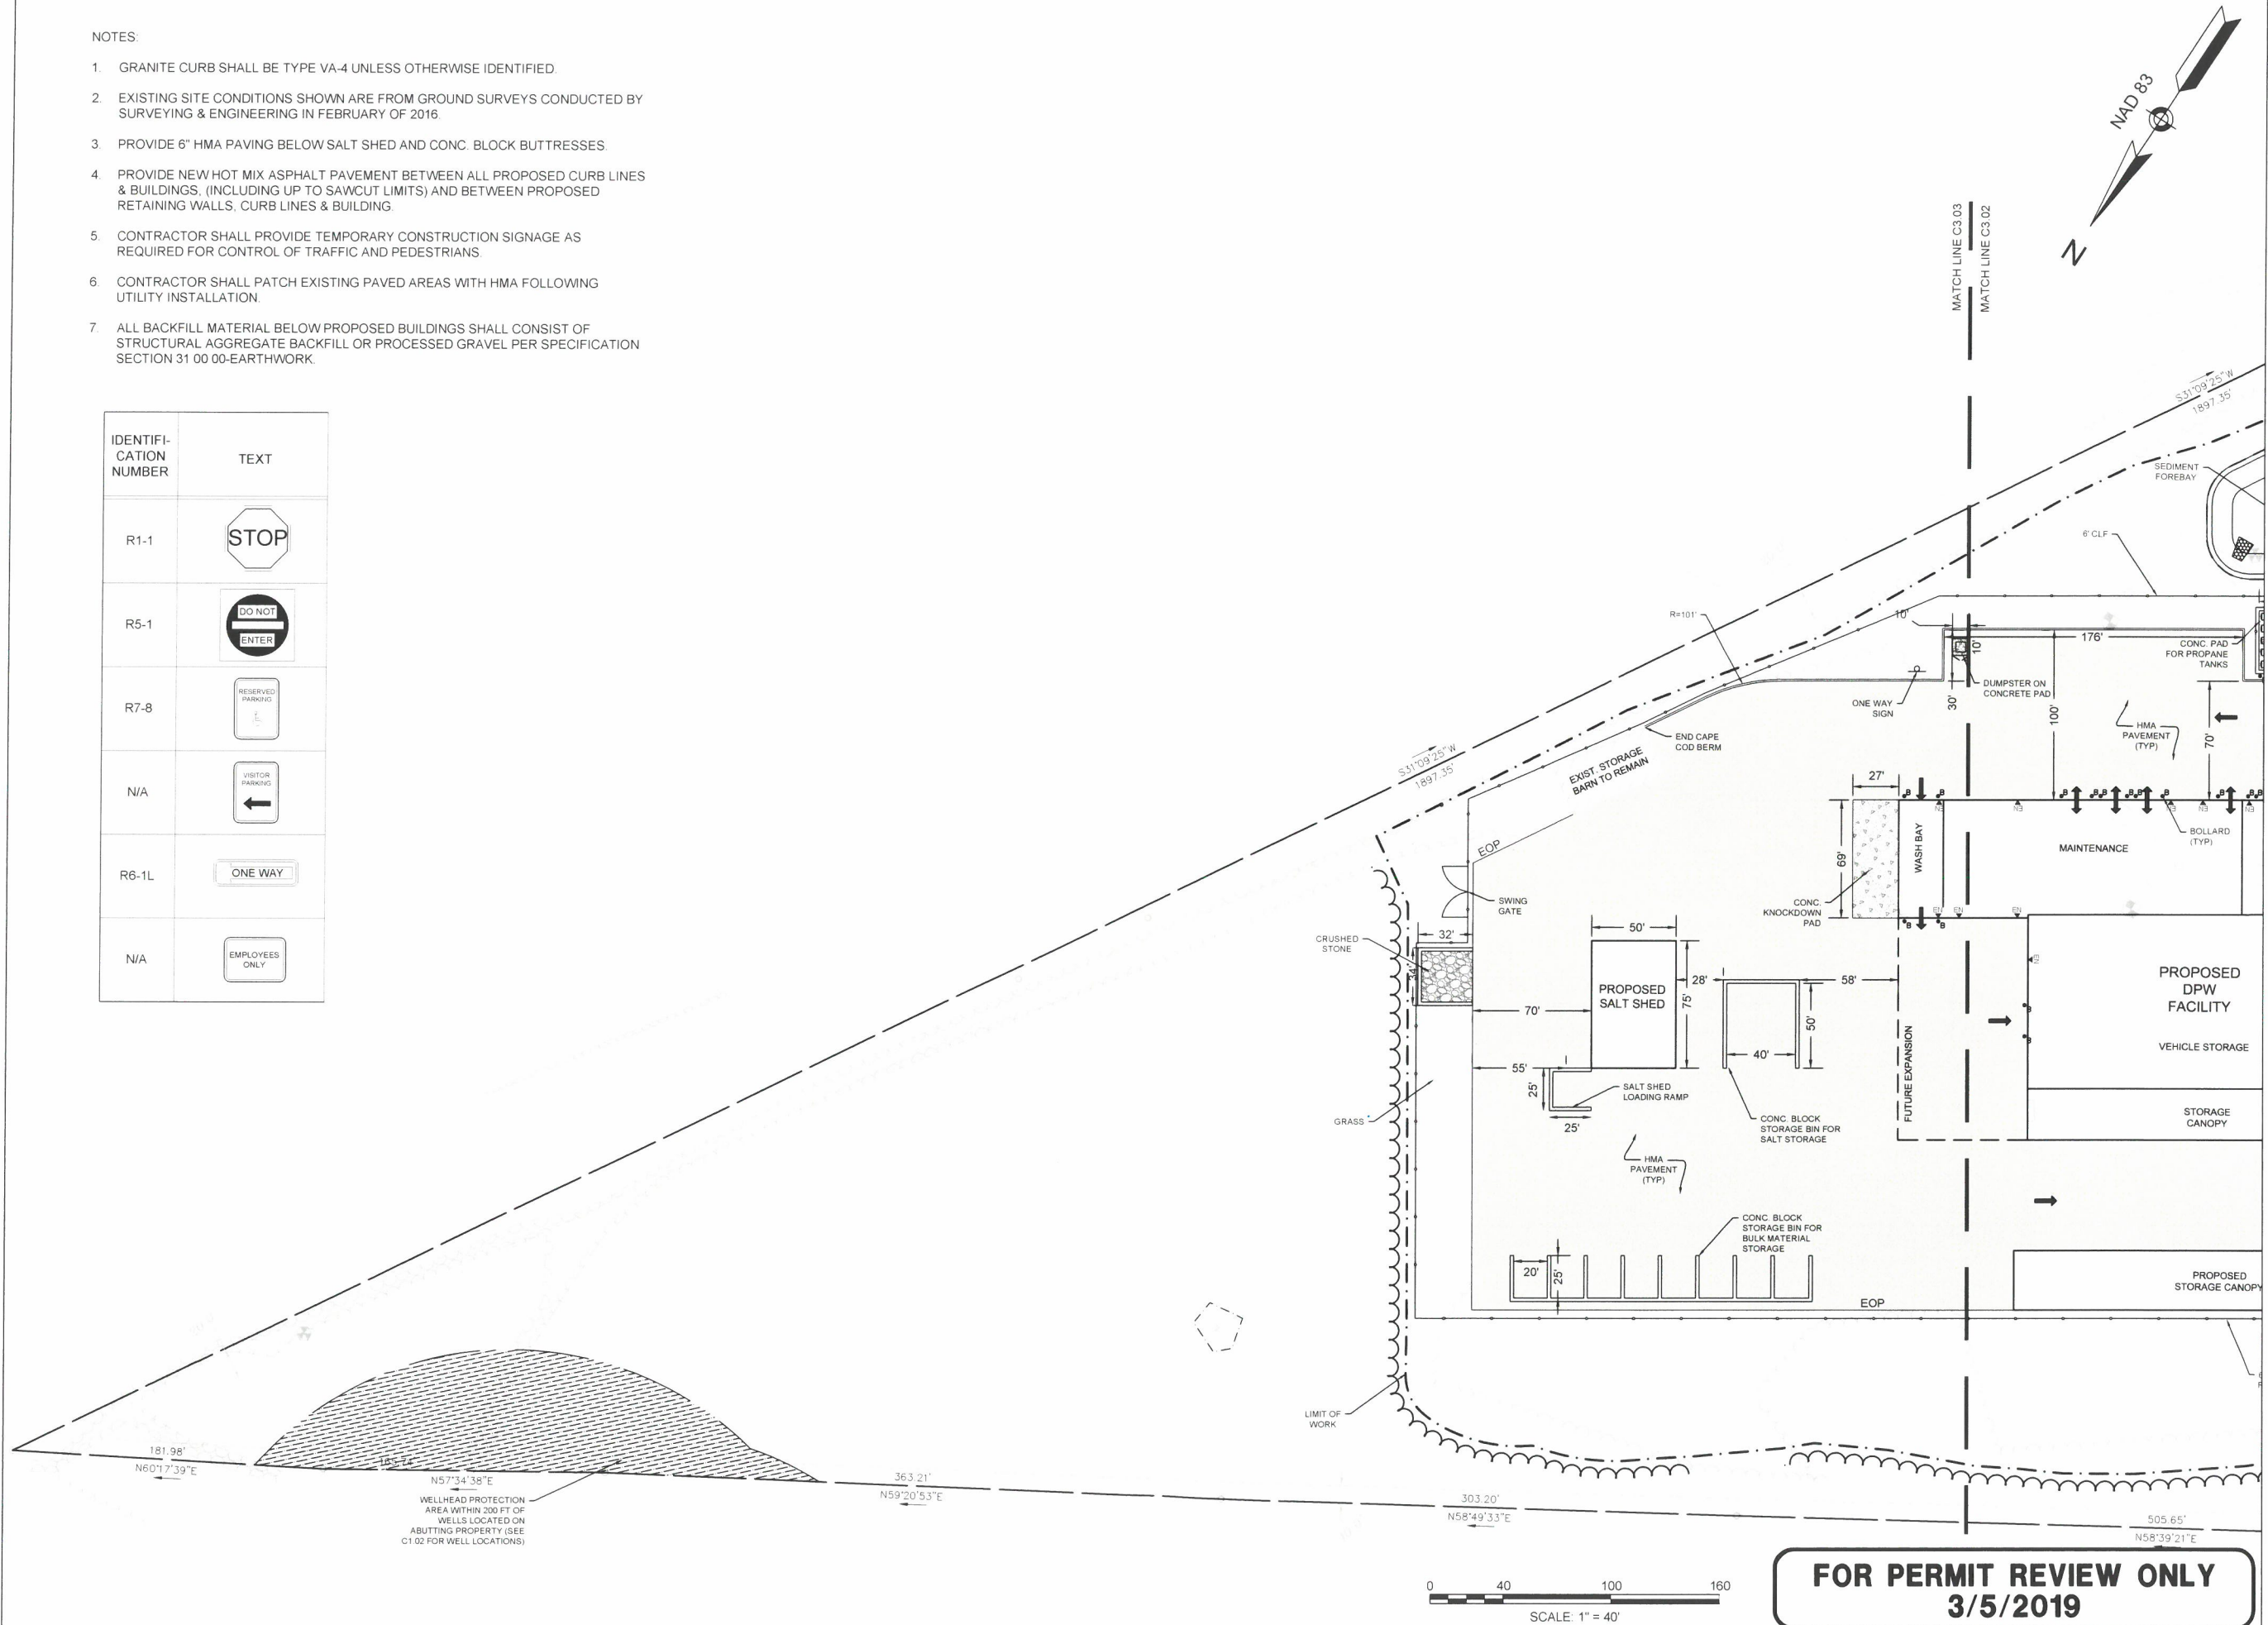 NOTES:
1. GRANITE CURB SHALL BE TYPE VA-4 UNLESS OTHERWISE IDENTIFIED.
2. EXISTING SITE CONDITIONS SHOWN ARE FROM GROUND SURVEYS CONDUCTED BY
SURVEYING & ENGINEERING IN FEBRUARY OF 2016.
3. PROVIDE 6" HMA PAVING BELOW SALT SHED AND CONC. BLOCK BUTTRESSES.
4. PROVIDE NEW HOT MIX ASPHALT PAVEMENT BETWEEN ALL PROPOSED CURB LINES
& BUILDINGS, (INCLUDING UP TO SAWCUT LIMITS) AND BETWEEN PROPOSED
RETAINING WALLS, CURB LINES & BUILDING.
5. CONTRACTOR SHALL PROVIDE TEMPORARY CONSTRUCTION SIGNAGE AS
REQUIRED FOR CONTROL OF TRAFFIC AND PEDESTRIANS.
6. CONTRACTOR SHALL PATCH EXISTING PAVED AREAS WITH HMA FOLLOWING
UTILITY INSTALLATION.
7. ALL BACKFILL MATERIAL BELOW PROPOSED BUILDINGS SHALL CONSIST OF
STRUCTURAL AGGREGATE BACKFILL OR PROCESSED GRAVEL PER SPECIFICATION
SECTION 31 00 00-EARTHWORK.
IDENTIFI-
CATION
NUMBER
TEXT
R1-1
STOP
R5-1
DO NOT
ENTER
R7-8
RESERVED
PARKING
N/A
VISITOR
PARKING
R6-1L
ONE WAY
N/A
EMPLOYEES
ONLY
NAD 83
N
MATCH LINE C3.03
MATCH LINE C3.02
S31°09'25"W
1897.35'
SEDIMENT
FOREBAY
6' CLF
R=101'
10'
10'
176'
CONC. PAD
FOR PROPANE
TANKS
DUMPSTER ON
CONCRETE PAD
ONE WAY
SIGN
30'
100'
HMA
PAVEMENT
(TYP)
70'
END CAPE
COD BERM
EXIST. STORAGE
BARN TO REMAIN
S31°09'25"W
1897.35'
27'
B
B
B
BB
BB
B
B
BB
EN
EN
EN
EN
EN
BOLLARD
(TYP)
WASH BAY
MAINTENANCE
69'
EOP
SWING
GATE
CONC.
KNOCKDOWN
PAD
EN
EN
EN
B
B
EN
CRUSHED
STONE
32'
34'
50'
PROPOSED
SALT SHED
28'
75'
58'
50'
40'
70'
55'
25'
25'
SALT SHED
LOADING RAMP
FUTURE EXPANSION
B
B
PROPOSED
DPW
FACILITY
VEHICLE STORAGE
STORAGE
CANOPY
GRASS
CONC. BLOCK
STORAGE BIN FOR
SALT STORAGE
HMA
PAVEMENT
(TYP)
CONC. BLOCK
STORAGE BIN FOR
BULK MATERIAL
STORAGE
20'
25'
EOP
PROPOSED
STORAGE CANOPY
LIMIT OF
WORK
181.98'
N60°17'39"E
N57°34'38"E
WELLHEAD PROTECTION
AREA WITHIN 200 FT OF
WELLS LOCATED ON
ABUTTING PROPERTY (SEE
C1.02 FOR WELL LOCATIONS)
363.21'
N59°20'53"E
303.20'
N58°49'33"E
505.65'
N58°39'21"E
0 40 100 160
SCALE: 1" = 40'
FOR PERMIT REVIEW ONLY
3/5/2019